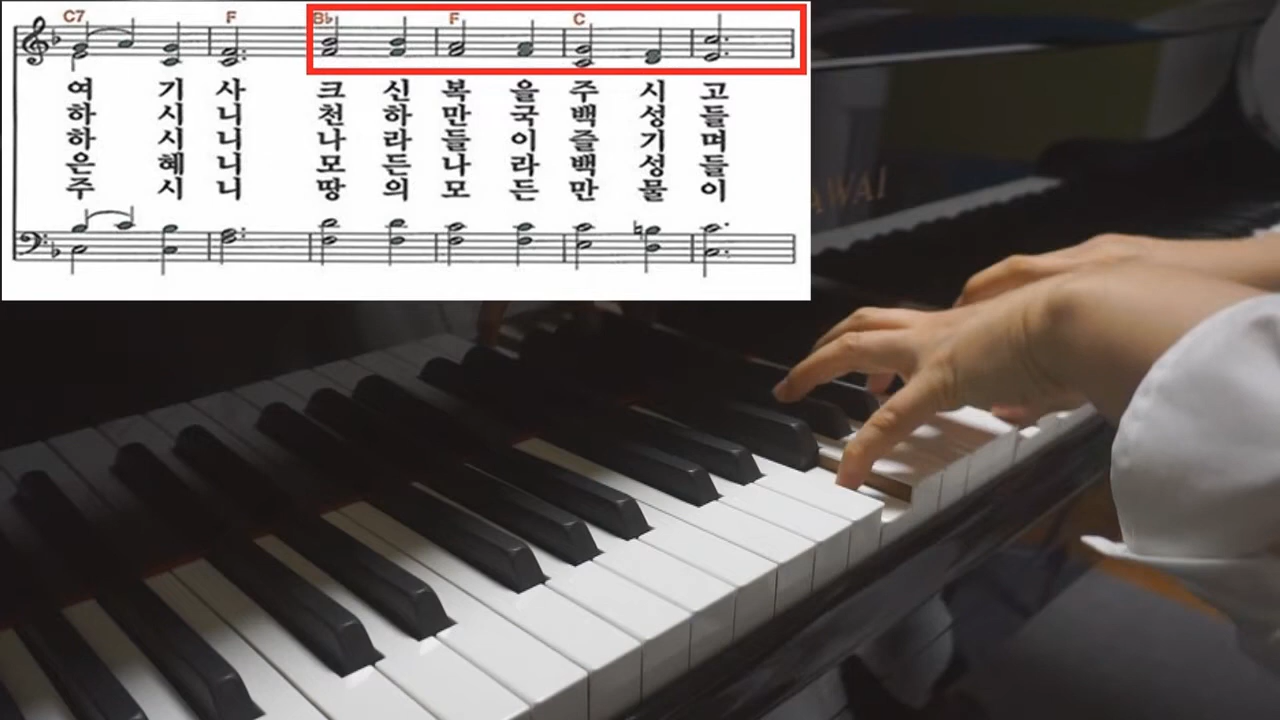 C7 F B♭ F C
여 기 사 크 신 복 을 주 시 고
하 시 니 천 하 만 국 백 성 들
하 시 니 나 라 들 이 즐 기 며
은 혜 니 모 든 나 라 백 성 들
주 시 니 땅 의 모 든 만 물 이
AWAI